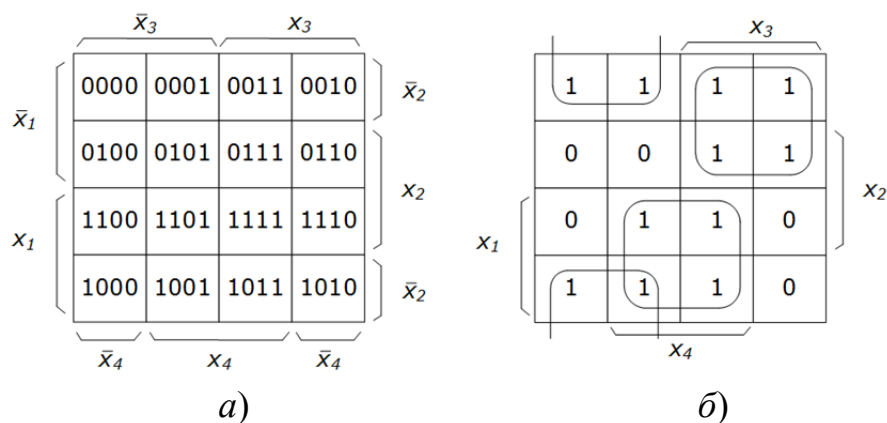 x̄₃ x₃
x̄₁ 0000 0001 0011 0010 x̄₂
0100 0101 0111 0110 x₂
x₁ 1100 1101 1111 1110
1000 1001 1011 1010 x̄₂
x̄₄ x₄ x̄₄
а)
x₃
1 1 1 1
0 0 1 1 x₂
x₁ 0 1 1 0
1 1 1 0
x₄
б)